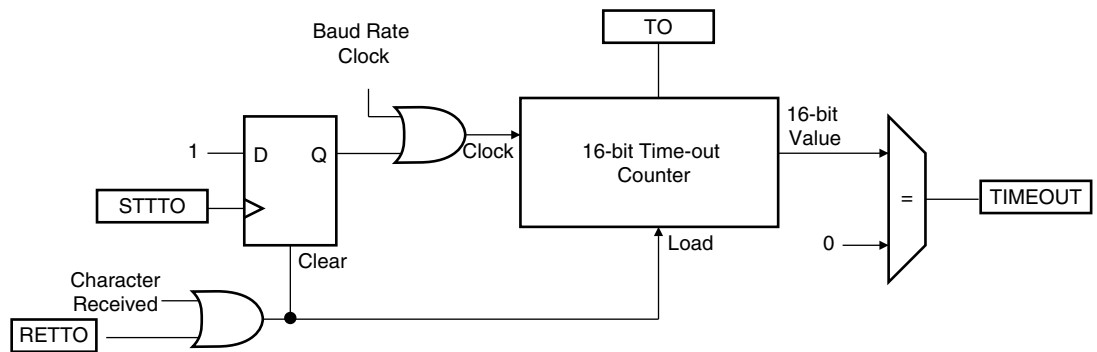 TO
Baud Rate
Clock
16-bit
Value
1
D
Q
Clock
16-bit Time-out
Counter
STTTO
=
TIMEOUT
0
Load
Clear
Character
Received
RETTO